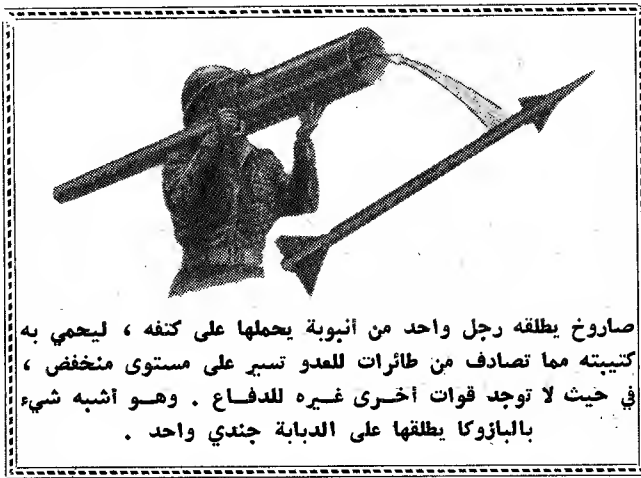 صاروخ يطلقه رجل واحد من أنبوبة يحملها على كتفه ، ليحمي به
كتيبته مما تصادف من طائرات للعدو تسير على مستوى منخفض ،
في حيث لا توجد قوات أخرى غيره للدفاع . وهو أشبه شيء
بالبازوكا يطلقها على الدبابة جندي واحد .